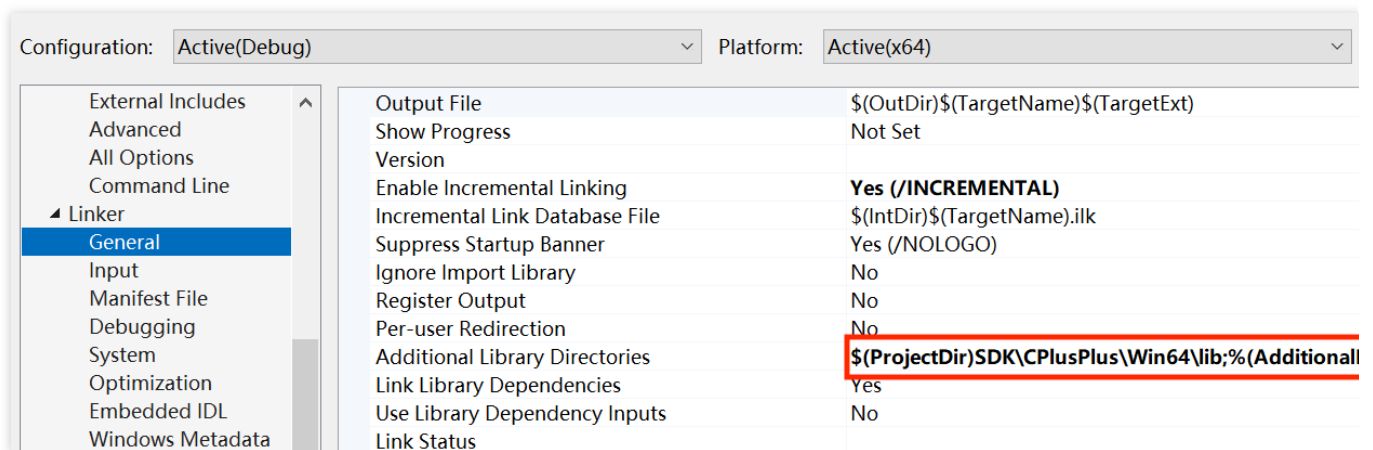 Configuration: Active(Debug) Platform: Active(x64)
External Includes
Advanced
All Options
Command Line
Linker
General
Input
Manifest File
Debugging
System
Optimization
Embedded IDL
Windows Metadata
Output File $(OutDir)$(TargetName)$(TargetExt)
Show Progress Not Set
Version
Enable Incremental Linking Yes (/INCREMENTAL)
Incremental Link Database File $(IntDir)$(TargetName).ilk
Suppress Startup Banner Yes (/NOLOGO)
Ignore Import Library No
Register Output No
Per-user Redirection No
Additional Library Directories $(ProjectDir)SDK\CPlusPlus\Win64\lib;%(Additional
Link Library Dependencies Yes
Use Library Dependency Inputs No
Link Status